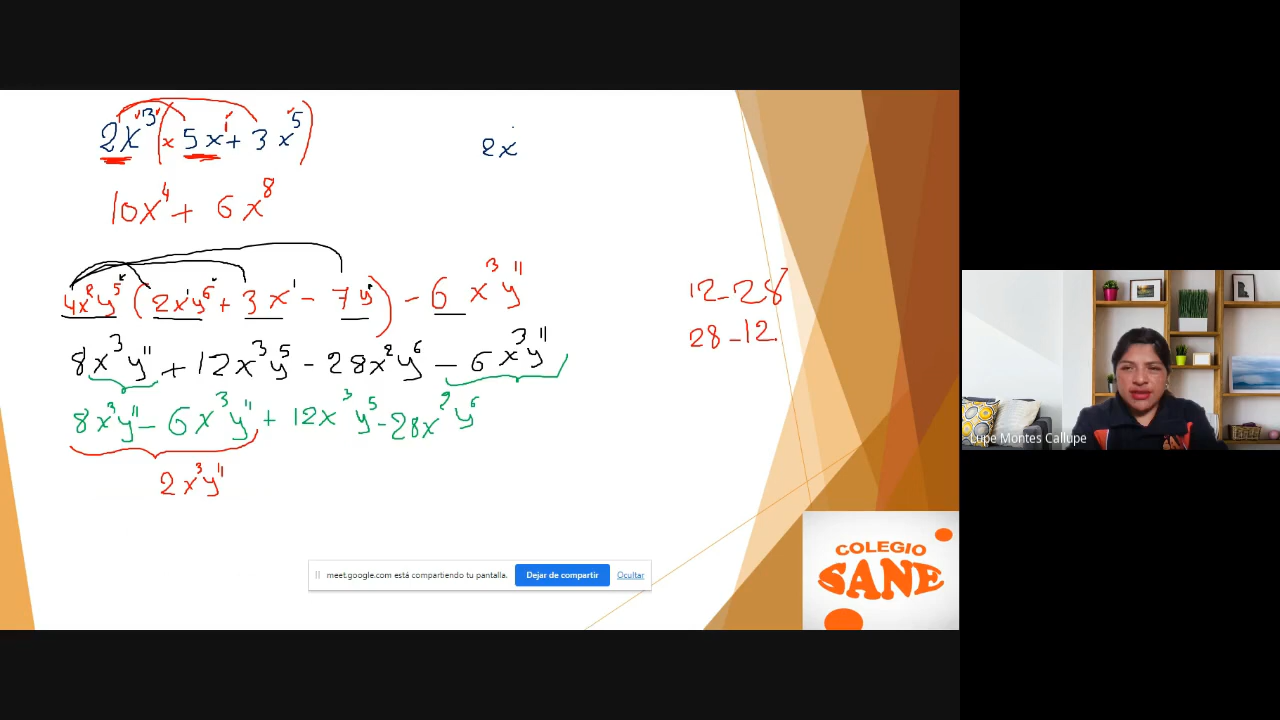 2x³(x5x¹+3x⁵)
2x
10x⁴+6x⁸
4x²y⁵(2x¹y⁶+3x¹-7y¹)-6x³y¹¹
12-28
28-12
8x³y¹¹+12x³y⁵-28x²y⁶-6x³y¹¹
8x³y¹¹-6x³y¹¹+12x³y⁵-28x²y⁶
2x³y¹¹
Lupe Montes Callupe
COLEGIO
SANE
meet.google.com está compartiendo tu pantalla. Dejar de compartir Ocultar